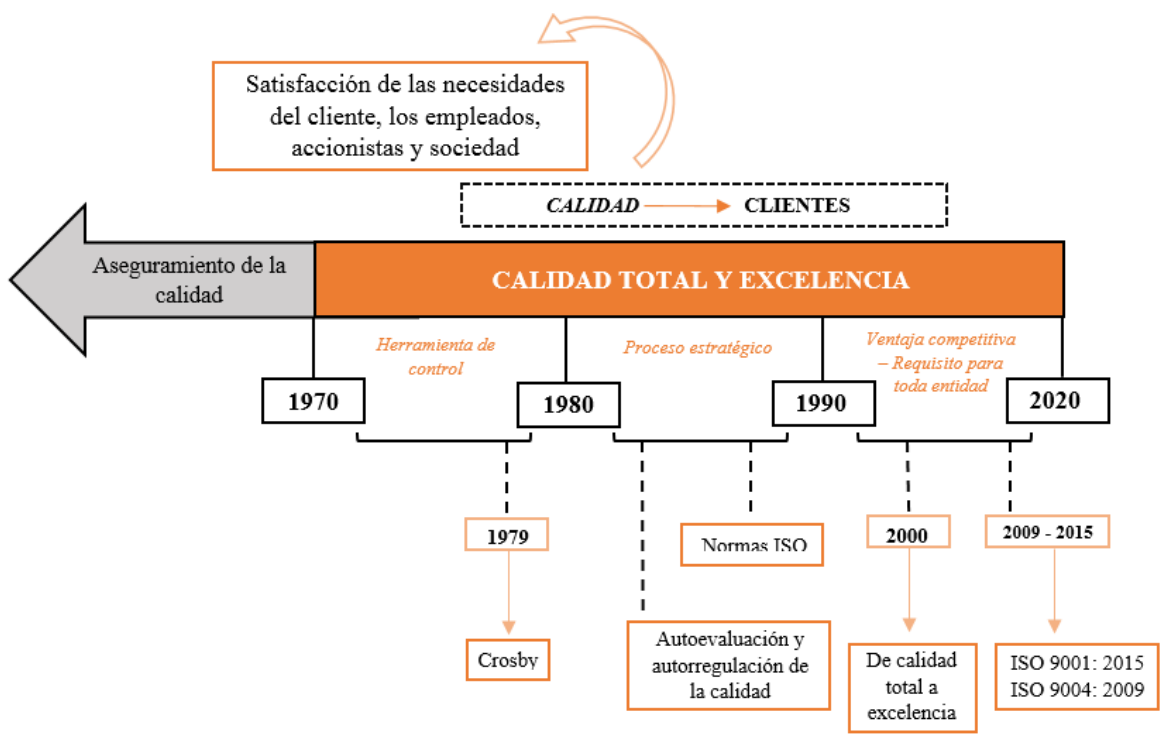 Satisfacción de las necesidades
del cliente, los empleados,
accionistas y sociedad
CALIDAD
CLIENTES
Aseguramiento de la
calidad
CALIDAD TOTAL Y EXCELENCIA
Herramienta de
control
Proceso estratégico
Ventaja competitiva
– Requisito para
toda entidad
1970
1980
1990
2020
1979
Normas ISO
2000
2009 - 2015
Crosby
Autoevaluación y
autorregulación de
la calidad
De calidad
total a
excelencia
ISO 9001: 2015
ISO 9004: 2009